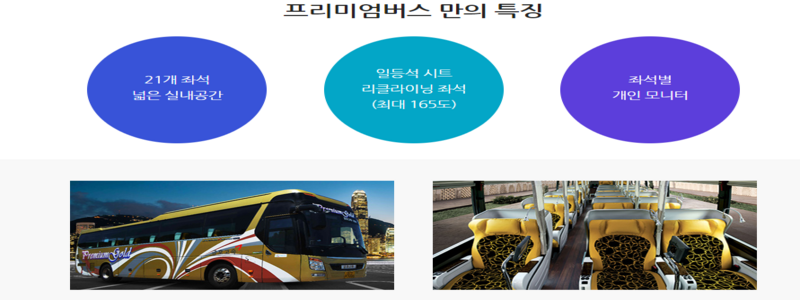 프리미엄버스 만의 특징
21개 좌석
넓은 실내공간
일등석 시트
리클라이닝 좌석
(최대 165도)
좌석별
개인 모니터
Premium Gold
Premium Gold